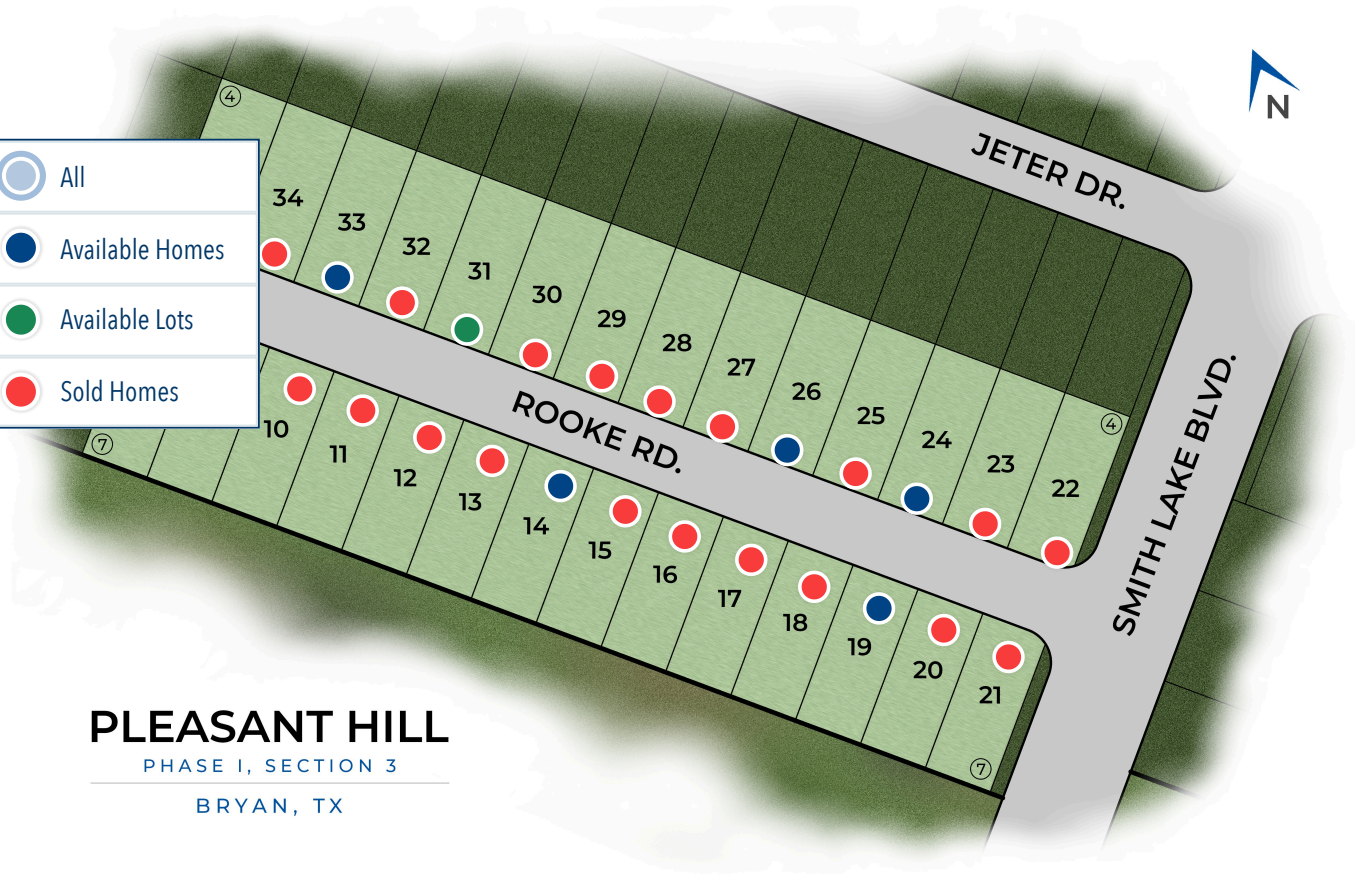 N
JETER DR.
④
34
33
32
31
30
29
28
27
26
25
24
23
22
④
All
Available Homes
Available Lots
Sold Homes
ROOKE RD.
SMITH LAKE BLVD.
⑦
10
11
12
13
14
15
16
17
18
19
20
21
⑦
PLEASANT HILL
PHASE I, SECTION 3
BRYAN, TX